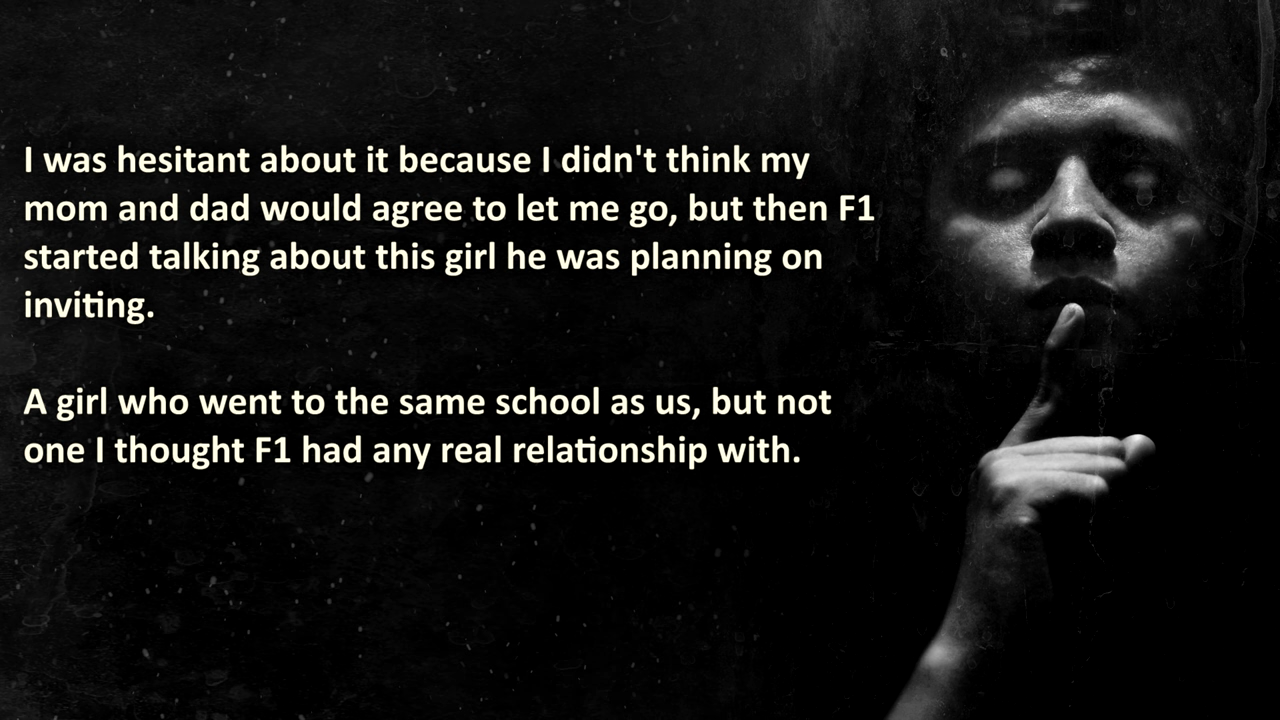 I was hesitant about it because I didn't think my
mom and dad would agree to let me go, but then F1
started talking about this girl he was planning on
inviting.
A girl who went to the same school as us, but not
one I thought F1 had any real relationship with.